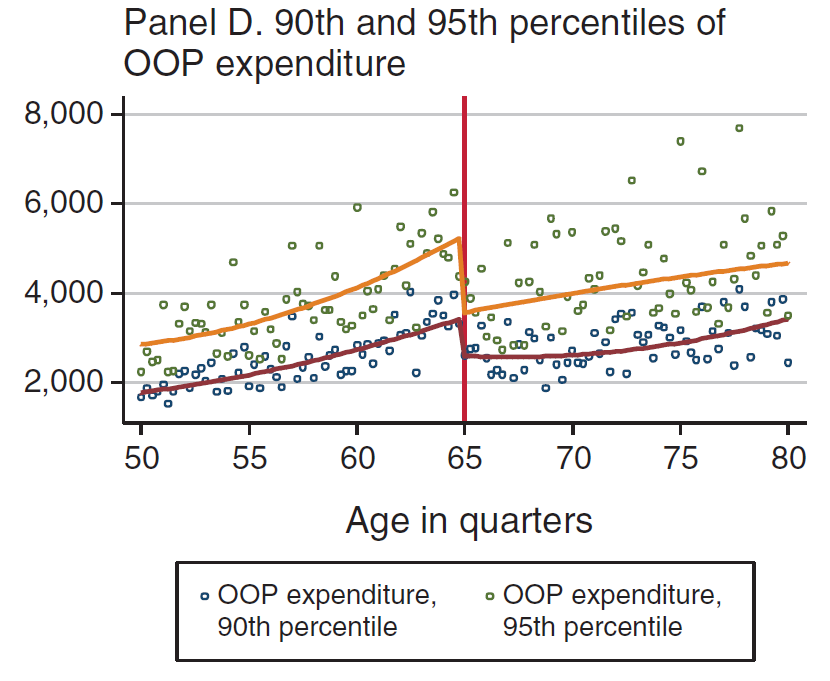 Panel D. 90th and 95th percentiles of
OOP expenditure
8,000
6,000
4,000
2,000
50 55 60 65 70 75 80
Age in quarters
OOP expenditure,
90th percentile
OOP expenditure,
95th percentile